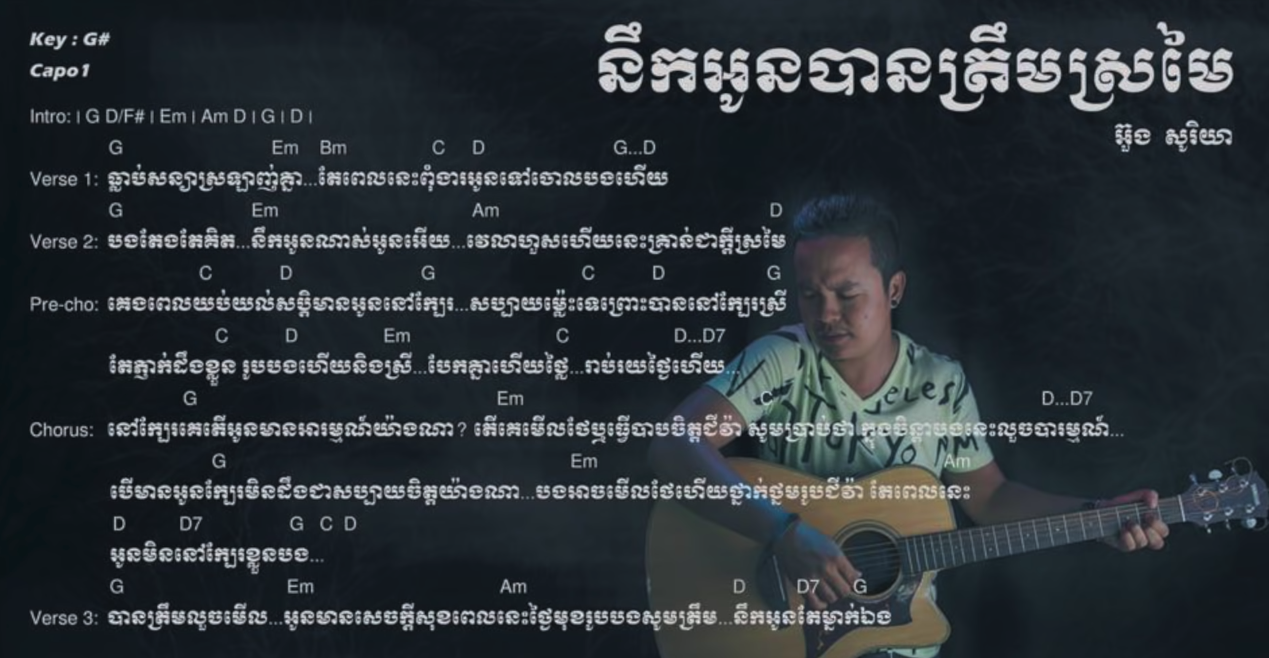 Key : G#
Capo1
នឹកអូនបានត្រឹមស្រមៃ
អ៊ួង សូរិយា
Intro: | G D/F# | Em | Am D | G | D |
G Em Bm C D G...D
Verse 1: ធ្លាប់សន្យាស្រឡាញ់គ្នា...តែពេលនេះពុំងារអូនទៅចោលបងហើយ
G Em Am D
Verse 2: បងតែងតែគិត...នឹកអូនណាស់អូនអើយ...វេលាហួសហើយនេះគ្រាន់ជាក្ដីស្រមៃ
C D G C D G
Pre-cho: គេងពេលយប់យល់សប្ដិមានអូននៅក្បែរ...សប្បាយម្ល៉េះទេព្រោះបាននៅក្បែរស្រី
C D Em C D...D7
តែភ្ញាក់ដឹងខ្លួន រូបបងហើយនិងស្រី...បែកគ្នាហើយថ្លៃ...រាប់រយថ្ងៃហើយ...
G Em C D...D7
Chorus: នៅក្បែរគេតើអូនមានអារម្មណ៍យ៉ាងណា? តើគេមើលថែឬធ្វើបាបចិត្តជីវ៉ា សូមប្រាប់ថា ក្នុងចិន្ដាបងនេះលួចបារម្មណ៍...
G Em Am
បើមានអូនក្បែរមិនដឹងជាសប្បាយចិត្តយ៉ាងណា...បងអាចមើលថែហើយថ្នាក់ថ្នមរូបជីវ៉ា តែពេលនេះ
D D7 G C D
អូនមិននៅក្បែរខ្លួនបង...
G Em Am D D7 G
Verse 3: បានត្រឹមលួចមើល...អូនមានសេចក្ដីសុខពេលនេះថ្ងៃមុខរូបបងសូមត្រឹម...នឹកអូនតែម្នាក់ឯង